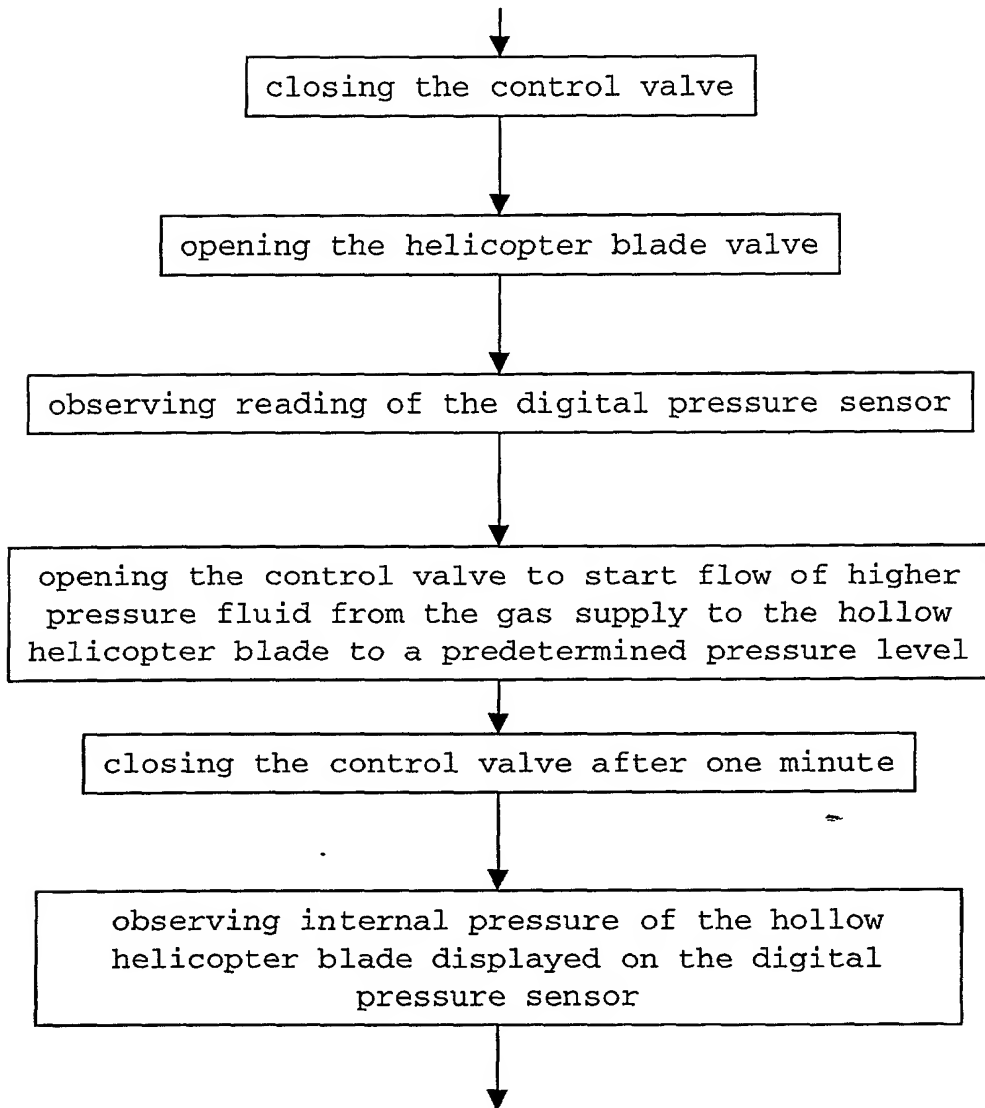 closing the control valve
opening the helicopter blade valve
observing reading of the digital pressure sensor
opening the control valve to start flow of higher
pressure fluid from the gas supply to the hollow
helicopter blade to a predetermined pressure level
closing the control valve after one minute
observing internal pressure of the hollow
helicopter blade displayed on the digital
pressure sensor